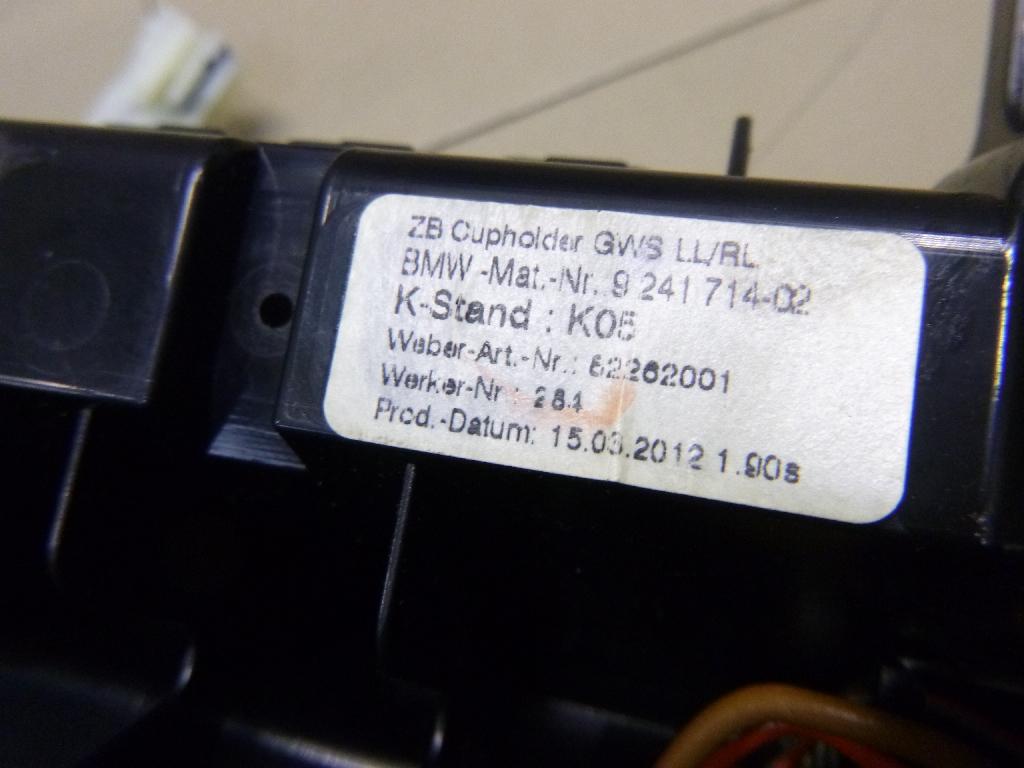 ZB Cupholder GWS LL/RL
BMW-Mat.-Nr. 9 241 714-02
K-Stand : K05
Weber-Art.-Nr.: 62262001
Werker-Nr : 284
Prod.-Datum: 15.03.2012 1.90s